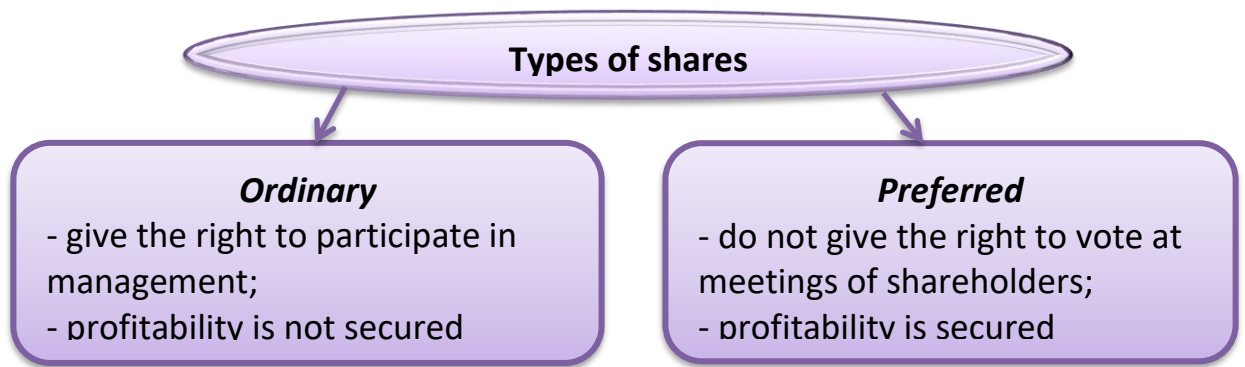 Types of shares
Ordinary
- give the right to participate in
management;
- profitability is not secured
Preferred
- do not give the right to vote at
meetings of shareholders;
- profitability is secured